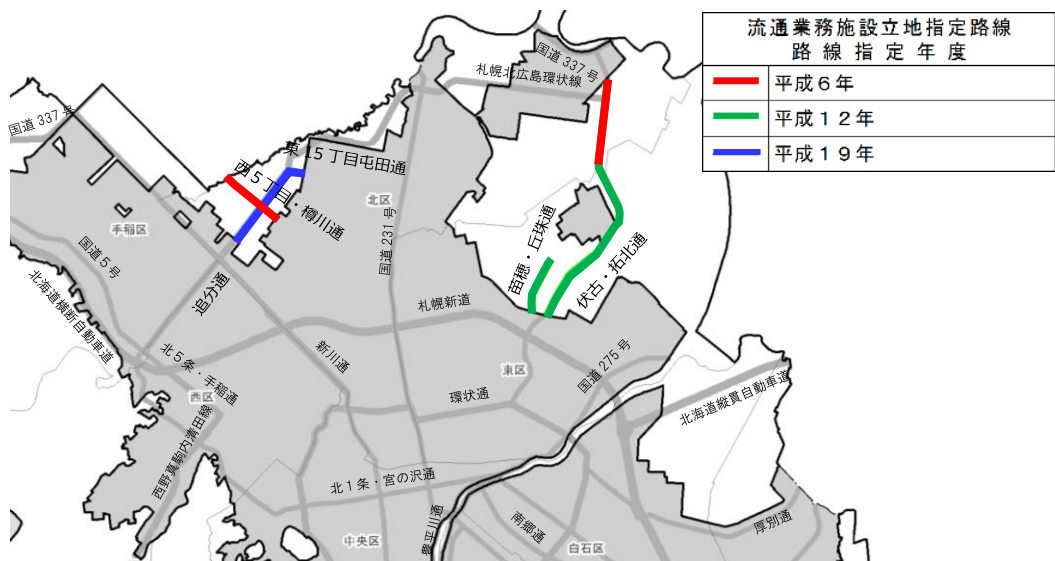 流通業務施設立地指定路線
路線指定年度
平成６年
平成１２年
平成１９年
国道337号
札幌北広島環状線
国道337号
東15丁目屯田通
西5丁目・樽川通
北区
手稲区
国道231号
国道5号
苗穂・丘珠通
伏古・拓北通
追分通
北海道横断自動車道
札幌新道
新川通
北5条・手稲通
東区
国道275号
西区
環状通
北海道縦貫自動車道
西野真駒内清田線
北1条・宮の沢通
豊平川通
南郷通
厚別通
中央区
白石区